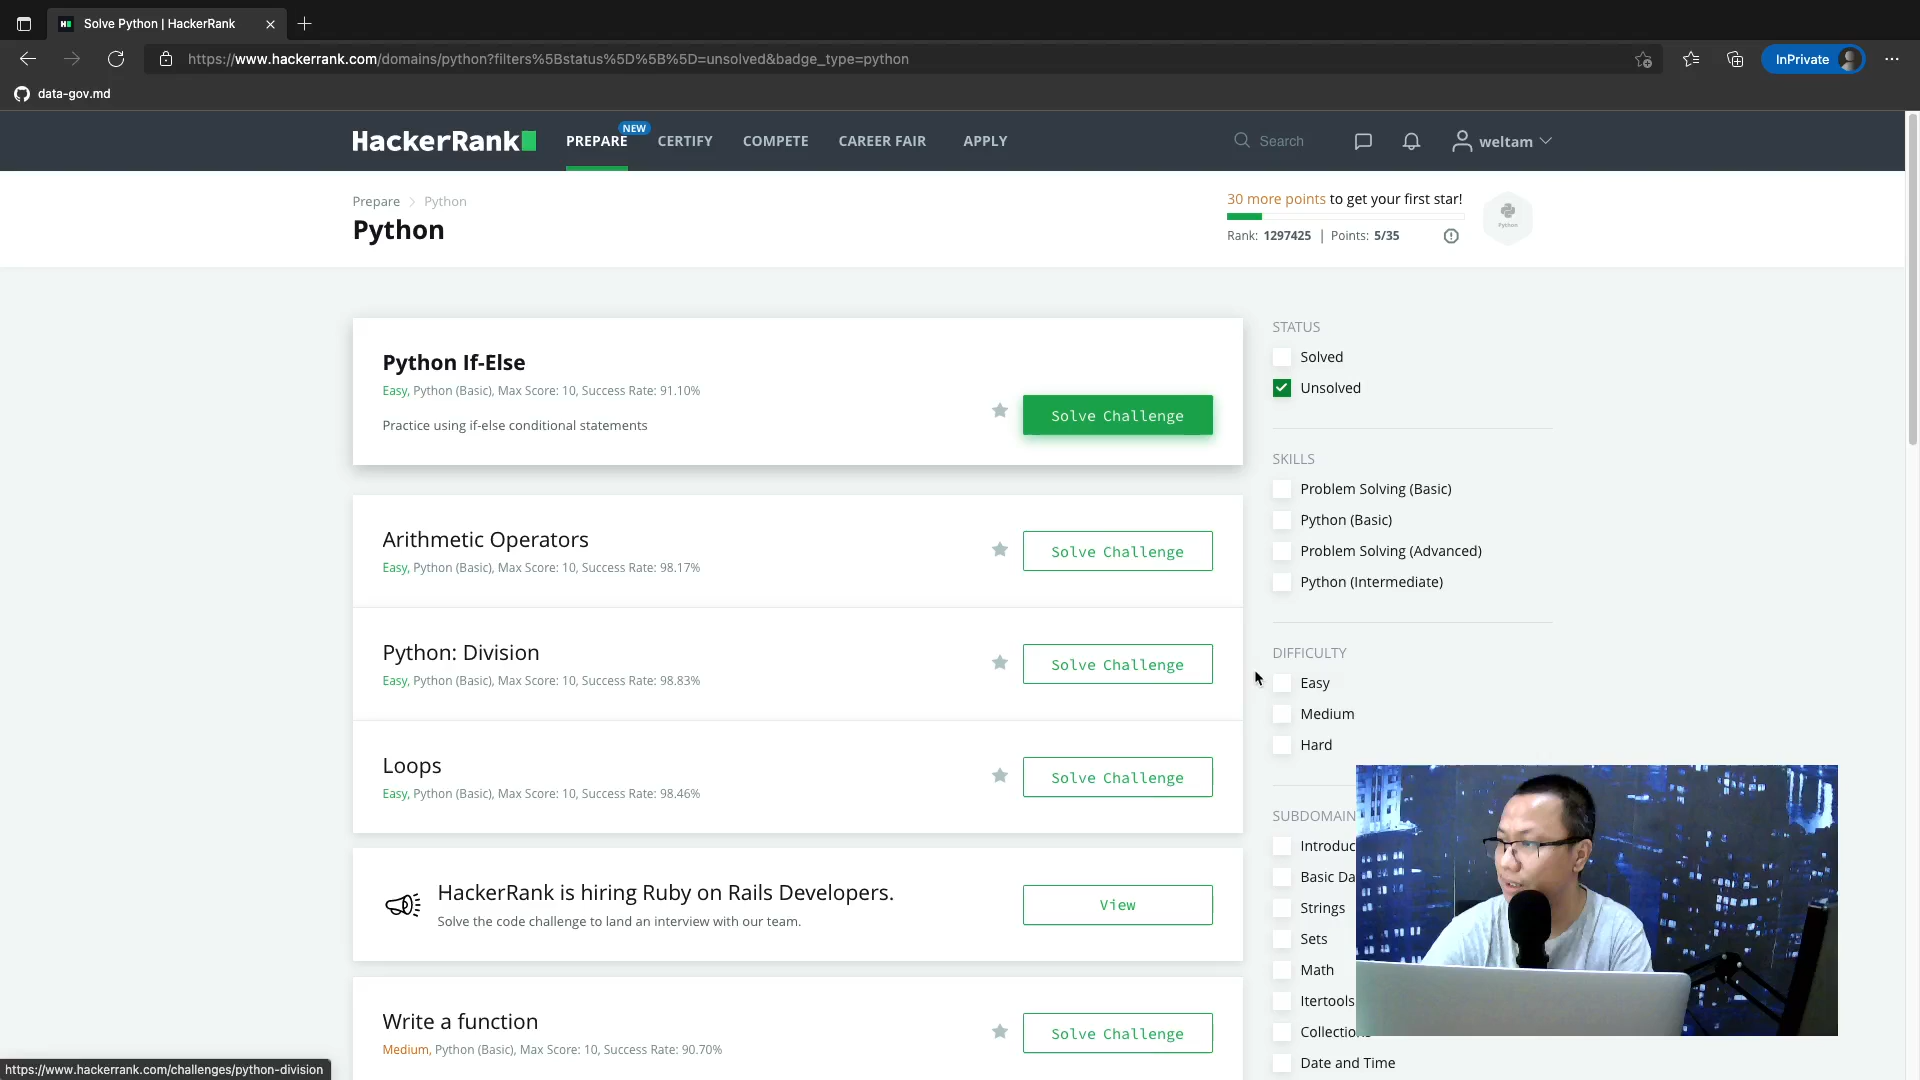 Solve Python | HackerRank
https://www.hackerrank.com/domains/python?filters%5Bstatus%5D%5B%5D=unsolved&badge_type=python
InPrivate
data-gov.md
HackerRank
PREPARE
NEW
CERTIFY
COMPETE
CAREER FAIR
APPLY
Search
weltam
Prepare > Python
Python
30 more points to get your first star!
Rank: 1297425 | Points: 5/35
Python
Python If-Else
Easy, Python (Basic), Max Score: 10, Success Rate: 91.10%
Practice using if-else conditional statements
Solve Challenge
Arithmetic Operators
Easy, Python (Basic), Max Score: 10, Success Rate: 98.17%
Solve Challenge
Python: Division
Easy, Python (Basic), Max Score: 10, Success Rate: 98.83%
Solve Challenge
Loops
Easy, Python (Basic), Max Score: 10, Success Rate: 98.46%
Solve Challenge
HackerRank is hiring Ruby on Rails Developers.
Solve the code challenge to land an interview with our team.
View
Write a function
Medium, Python (Basic), Max Score: 10, Success Rate: 90.70%
Solve Challenge
STATUS
Solved
Unsolved
SKILLS
Problem Solving (Basic)
Python (Basic)
Problem Solving (Advanced)
Python (Intermediate)
DIFFICULTY
Easy
Medium
Hard
SUBDOMAIN
Introduc
Basic Da
Strings
Sets
Math
Itertools
Collectio
Date and Time
https://www.hackerrank.com/challenges/python-division